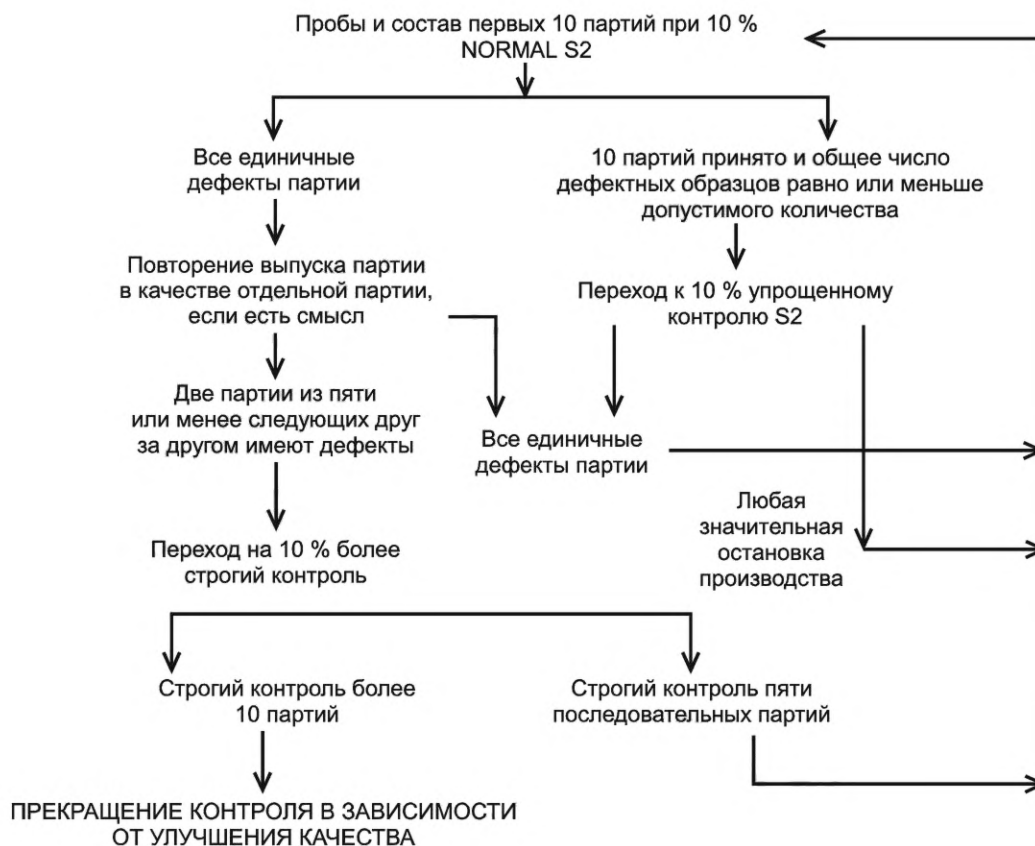 Пробы и состав первых 10 партий при 10 %
NORMAL S2
Все единичные
дефекты партии
10 партий принято и общее число
дефектных образцов равно или меньше
допустимого количества
Повторение выпуска партии
в качестве отдельной партии,
если есть смысл
Переход к 10 % упрощенному
контролю S2
Две партии из пяти
или менее следующих друг
за другом имеют дефекты
Все единичные
дефекты партии
Любая
значительная
остановка
производства
Переход на 10 % более
строгий контроль
Строгий контроль более
10 партий
Строгий контроль пяти
последовательных партий
ПРЕКРАЩЕНИЕ КОНТРОЛЯ В ЗАВИСИМОСТИ
ОТ УЛУЧШЕНИЯ КАЧЕСТВА